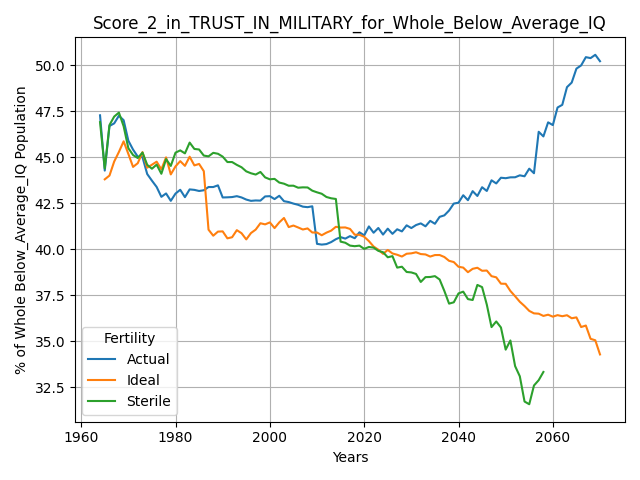 Score_2_in_TRUST_IN_MILITARY_for_Whole_Below_Average_IQ
% of Whole Below_Average_IQ Population
50.0
47.5
45.0
42.5
40.0
37.5
35.0
32.5
Fertility
Actual
Ideal
Sterile
1960 1980 2000 2020 2040 2060
Years